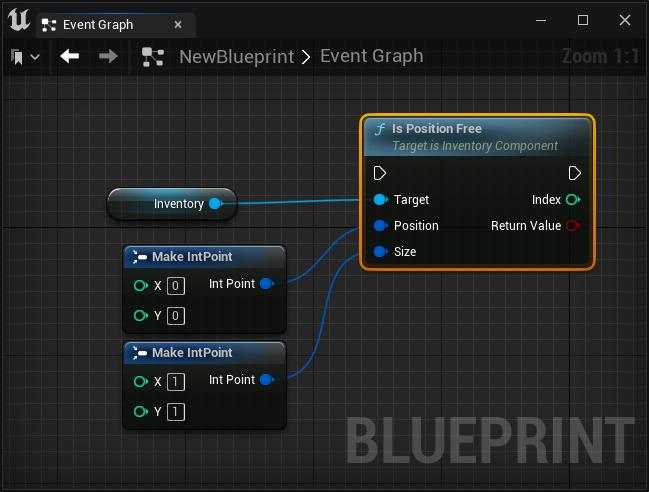 Event Graph
NewBlueprint > Event Graph
Zoom 1:1
Is Position Free
Target is Inventory Component
Inventory
Target
Index
Position
Return Value
Size
Make IntPoint
X 0
Int Point
Y 0
Make IntPoint
X 1
Int Point
Y 1
BLUEPRINT